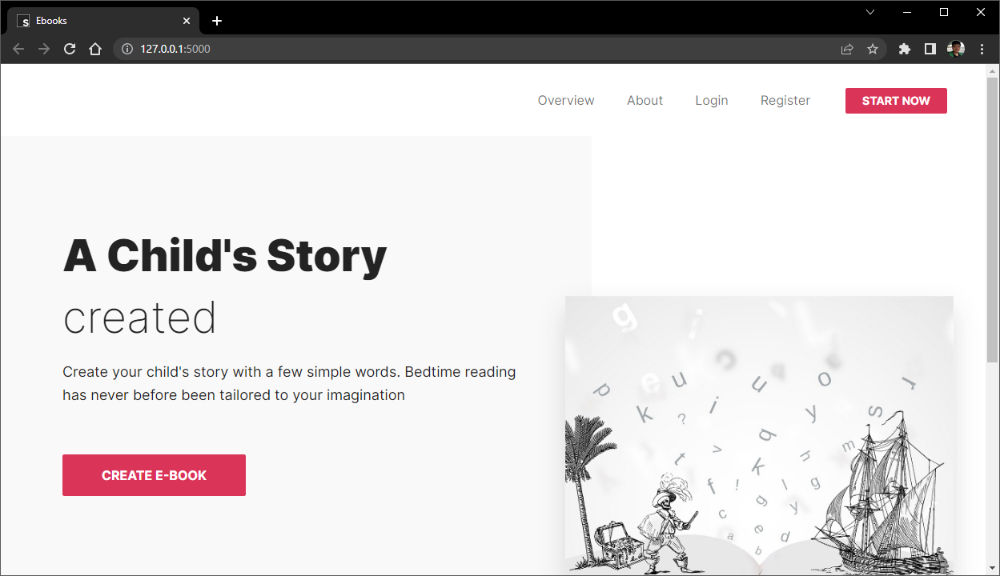 Ebooks
127.0.0.1:5000
Overview About Login Register START NOW
A Child's Story
created
Create your child's story with a few simple words. Bedtime reading
has never before been tailored to your imagination
CREATE E-BOOK